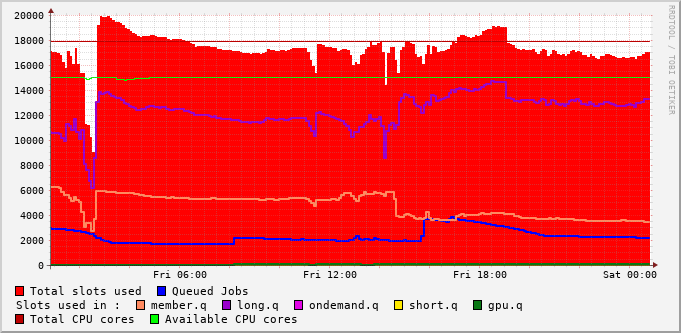 RRDTOOL / TOBI OETIKER
20000
18000
16000
14000
12000
10000
8000
6000
4000
2000
0
Fri 06:00 Fri 12:00 Fri 18:00 Sat 00:00
Total slots used Queued Jobs
Slots used in : member.q long.q ondemand.q short.q gpu.q
Total CPU cores Available CPU cores